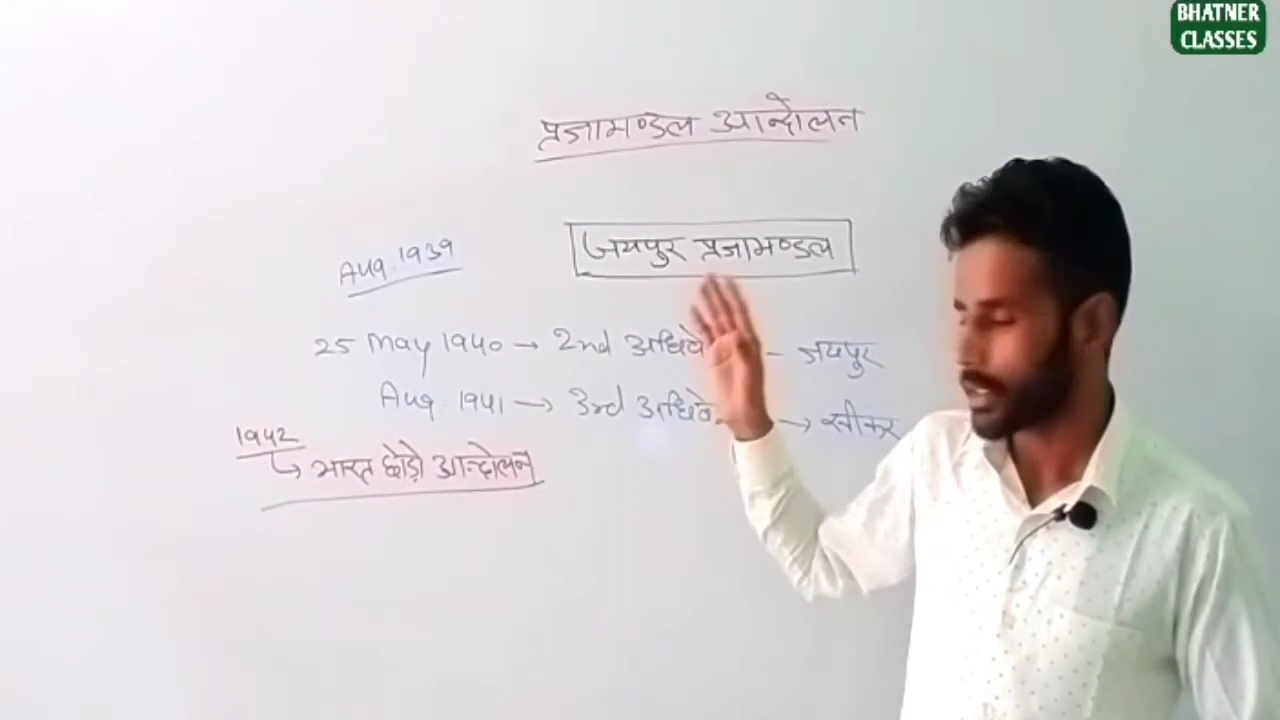 BHATNER
CLASSES
प्रजामण्डल आन्दोलन
जयपुर प्रजामण्डल
Aug. 1939
25 May 1940 → 2nd अधिवे - जयपुर
Aug. 1941 → 3rd अधिवे → सीकर
1942
↳ भारत छोड़ो आन्दोलन